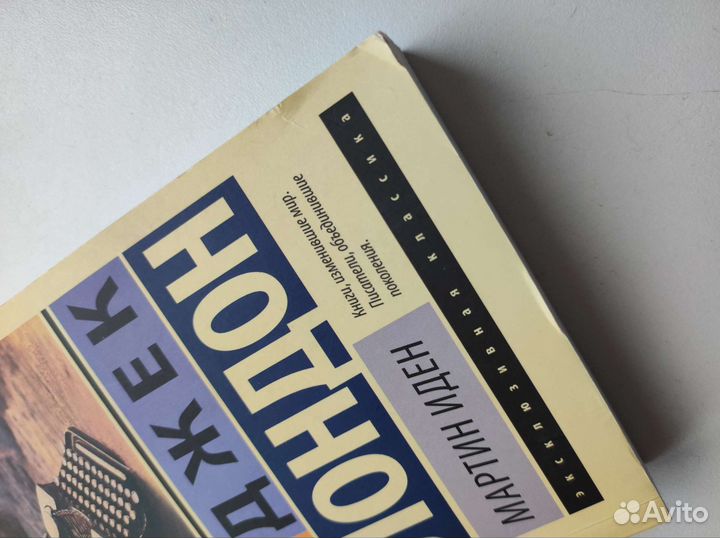 эксклюзивная классика
Книги, изменившие мир.
Писатели, объединившие
поколения.
МАРТИН ИДЕН
ЛОНДОН
ДЖЕК
Avito